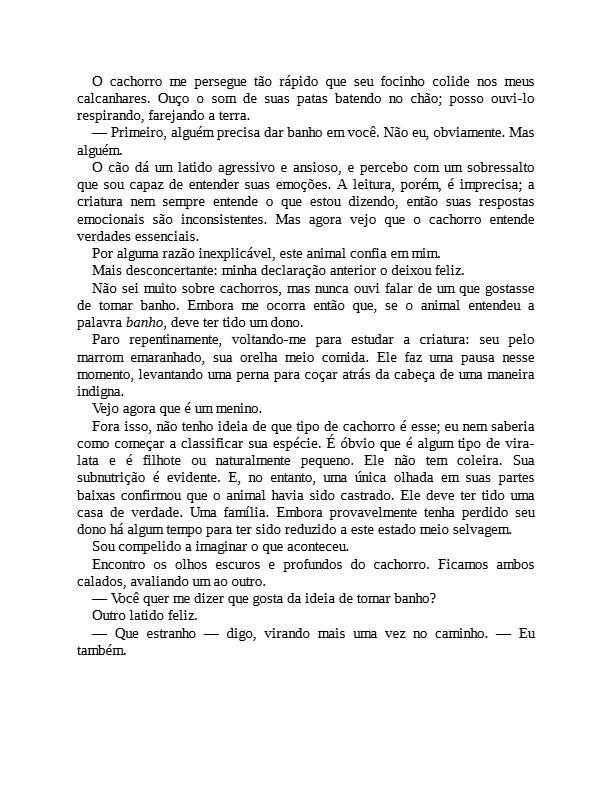 O cachorro me persegue tão rápido que seu focinho colide nos meus
calcanhares. Ouço o som de suas patas batendo no chão; posso ouvi-lo
respirando, farejando a terra.
— Primeiro, alguém precisa dar banho em você. Não eu, obviamente. Mas
alguém.
O cão dá um latido agressivo e ansioso, e percebo com um sobressalto
que sou capaz de entender suas emoções. A leitura, porém, é imprecisa; a
criatura nem sempre entende o que estou dizendo, então suas respostas
emocionais são inconsistentes. Mas agora vejo que o cachorro entende
verdades essenciais.
Por alguma razão inexplicável, este animal confia em mim.
Mais desconcertante: minha declaração anterior o deixou feliz.
Não sei muito sobre cachorros, mas nunca ouvi falar de um que gostasse
de tomar banho. Embora me ocorra então que, se o animal entendeu a
palavra banho, deve ter tido um dono.
Paro repentinamente, voltando-me para estudar a criatura: seu pelo
marrom emaranhado, sua orelha meio comida. Ele faz uma pausa nesse
momento, levantando uma perna para coçar atrás da cabeça de uma maneira
indigna.
Vejo agora que é um menino.
Fora isso, não tenho ideia de que tipo de cachorro é esse; eu nem saberia
como começar a classificar sua espécie. É óbvio que é algum tipo de vira-
lata e é filhote ou naturalmente pequeno. Ele não tem coleira. Sua
subnutrição é evidente. E, no entanto, uma única olhada em suas partes
baixas confirmou que o animal havia sido castrado. Ele deve ter tido uma
casa de verdade. Uma família. Embora provavelmente tenha perdido seu
dono há algum tempo para ter sido reduzido a este estado meio selvagem.
Sou compelido a imaginar o que aconteceu.
Encontro os olhos escuros e profundos do cachorro. Ficamos ambos
calados, avaliando um ao outro.
— Você quer me dizer que gosta da ideia de tomar banho?
Outro latido feliz.
— Que estranho — digo, virando mais uma vez no caminho. — Eu
também.